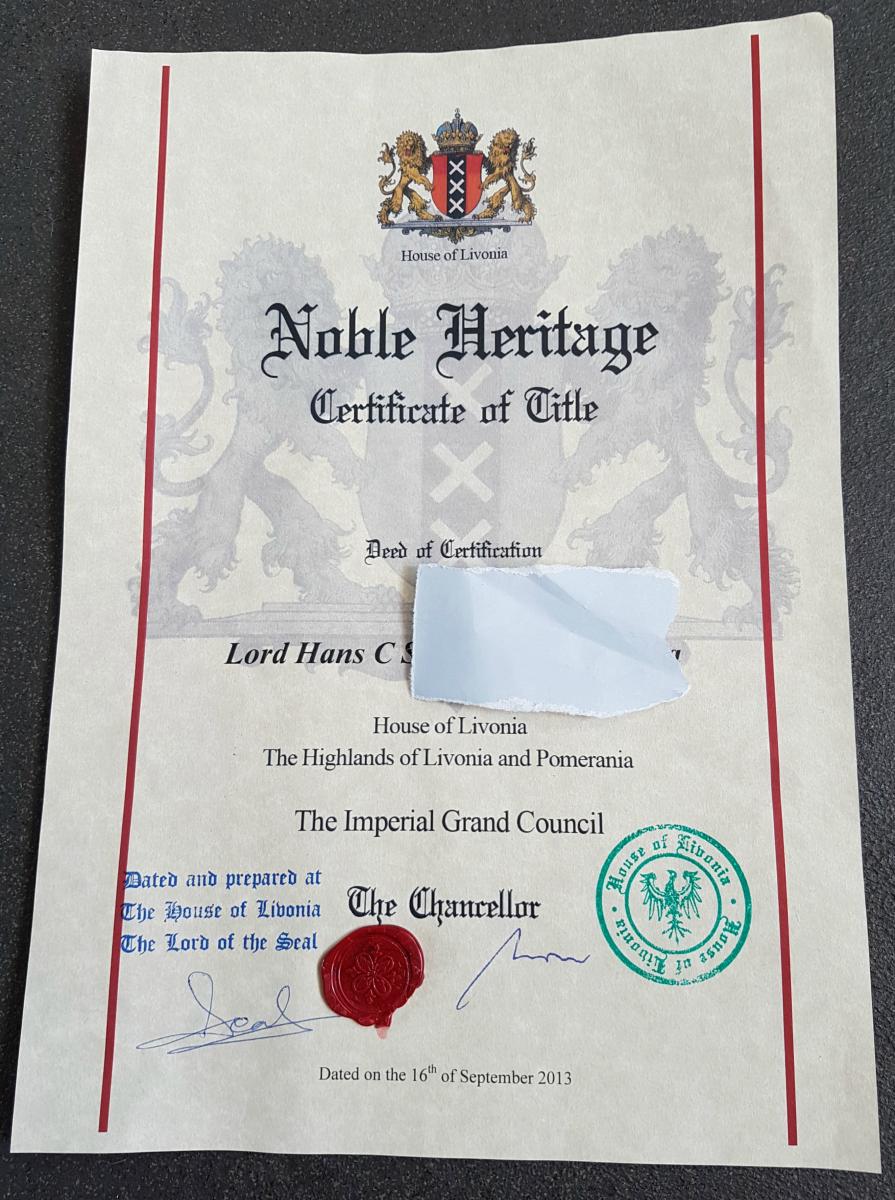 House of Livonia
Noble Heritage
Certificate of Title
Deed of Certification
Lord Hans C S
House of Livonia
The Highlands of Livonia and Pomerania
The Imperial Grand Council
Dated and prepared at
The House of Livonia
The Lord of the Seal
The Chancellor
House of Livonia · House of Livonia ·
Dated on the 16th of September 2013